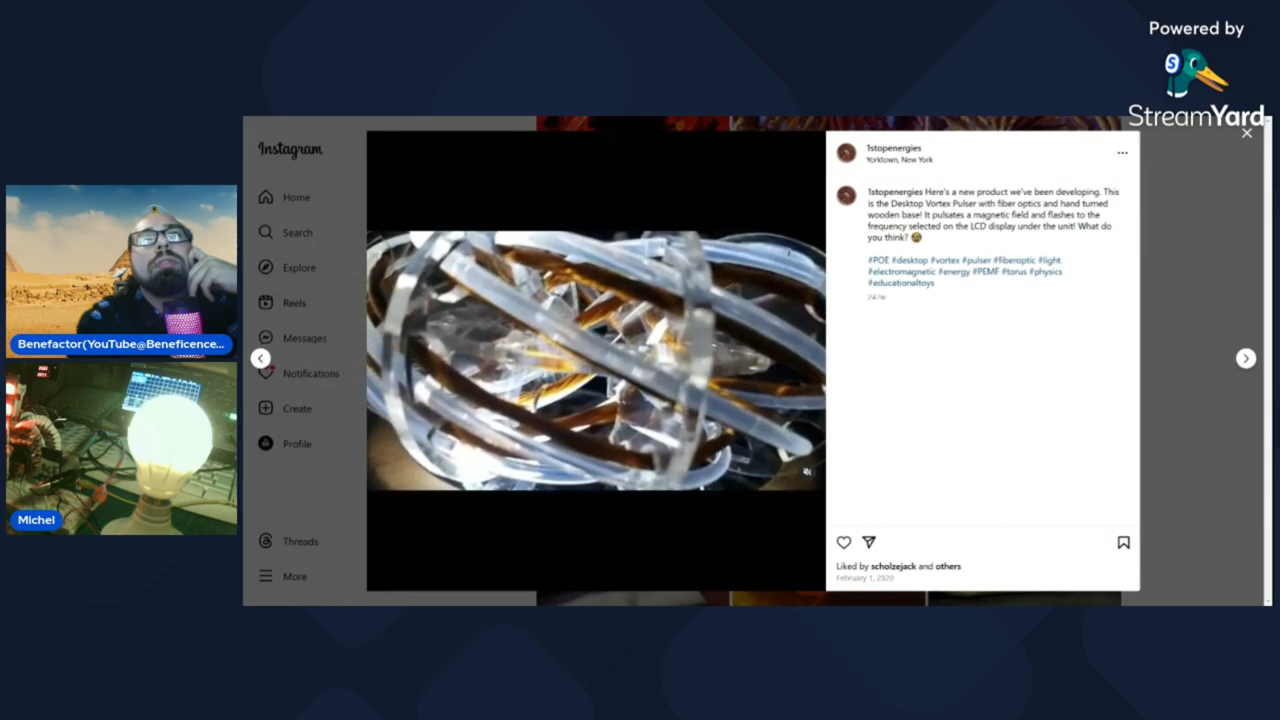 Powered by
S
StreamYard
Instagram
Home
Search
Explore
Reels
Messages
Notifications
Create
Profile
Threads
More
1stopenergies
Yorktown, New York
1stopenergies Here's a new product we've been developing. This
is the Desktop Vortex Pulser with fiber optics and hand turned
wooden base! It pulsates a magnetic field and flashes to the
frequency selected on the LCD display under the unit! What do
you think? 
#POE #desktop #vortex #pulser #fiberoptic #light
#electromagnetic #energy #PEMF #torus #physics
#educationaltoys
247w
Liked by scholzejack and others
February 1, 2020
Benefactor(YouTube@Beneficence...
Michel